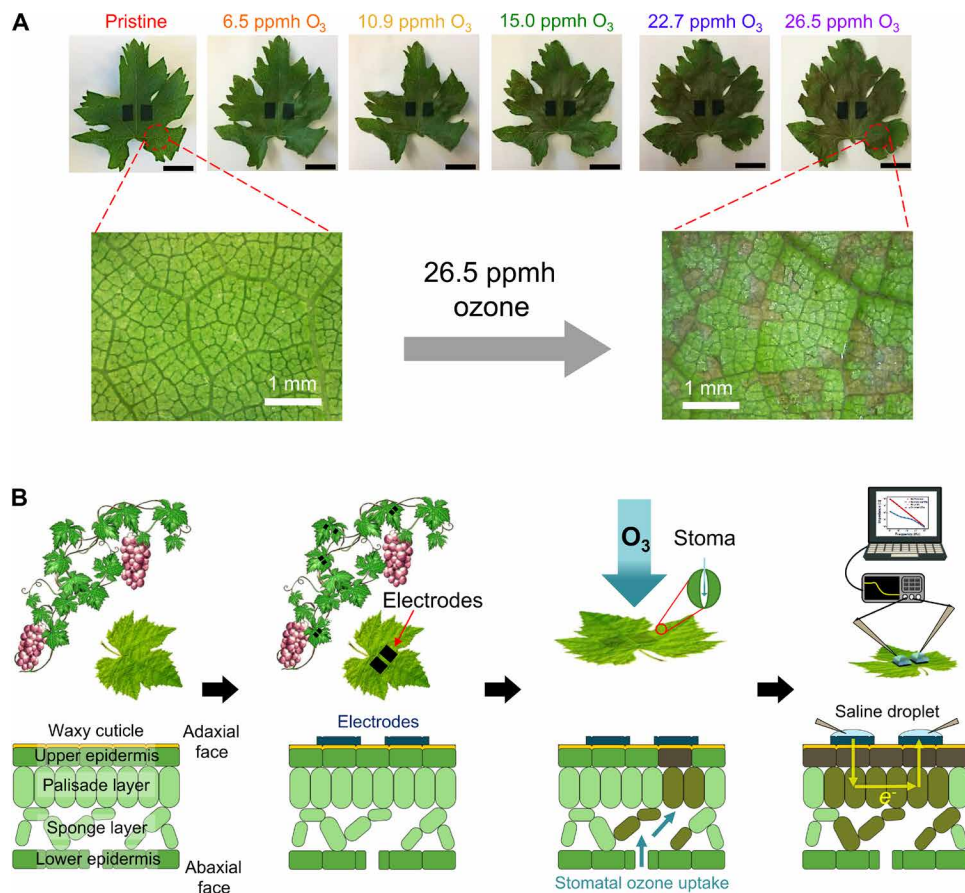 A
Pristine
6.5 ppmh O₃
10.9 ppmh O₃
15.0 ppmh O₃
22.7 ppmh O₃
26.5 ppmh O₃
1 mm
26.5 ppmh
ozone
1 mm
B
Electrodes
O₃
Stoma
Waxy cuticle
Adaxial
face
Upper epidermis
Palisade layer
Sponge layer
Lower epidermis
Abaxial
face
Electrodes
Stomatal ozone uptake
Saline droplet
e⁻